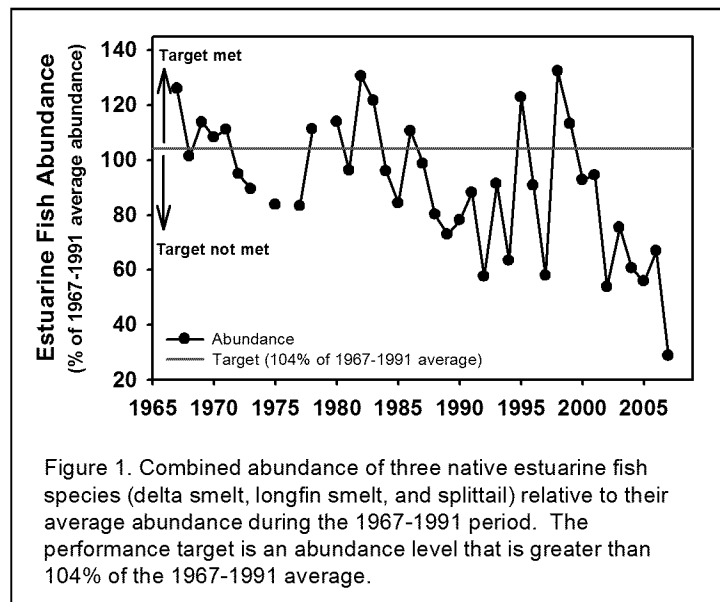 Estuarine Fish Abundance
(% of 1967-1991 average abundance)
140
120
100
80
60
40
20
Target met
Target not met
Abundance
Target (104% of 1967-1991 average)
1965 1970 1975 1980 1985 1990 1995 2000 2005
Figure 1. Combined abundance of three native estuarine fish
species (delta smelt, longfin smelt, and splittail) relative to their
average abundance during the 1967-1991 period. The
performance target is an abundance level that is greater than
104% of the 1967-1991 average.